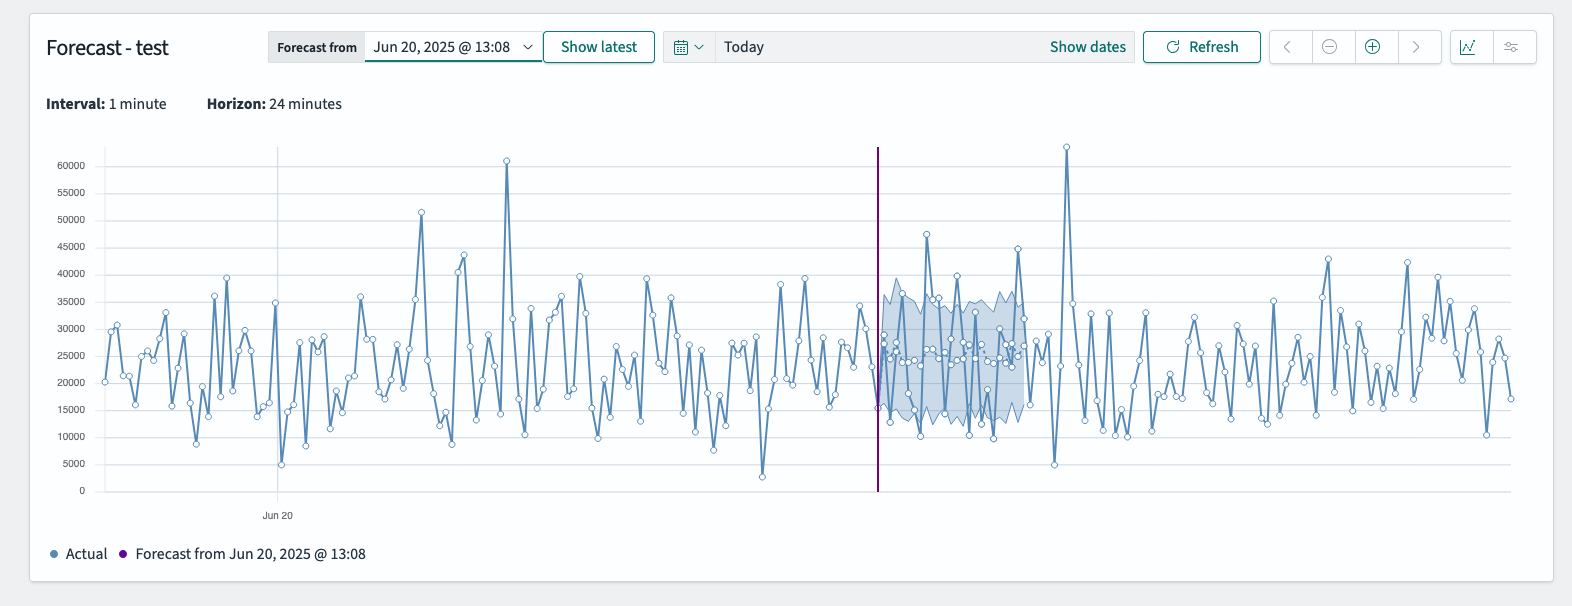 Forecast - test
Forecast from Jun 20, 2025 @ 13:08 Show latest Today Show dates Refresh
Interval: 1 minute Horizon: 24 minutes
60000
55000
50000
45000
40000
35000
30000
25000
20000
15000
10000
5000
0
Jun 20
Actual Forecast from Jun 20, 2025 @ 13:08